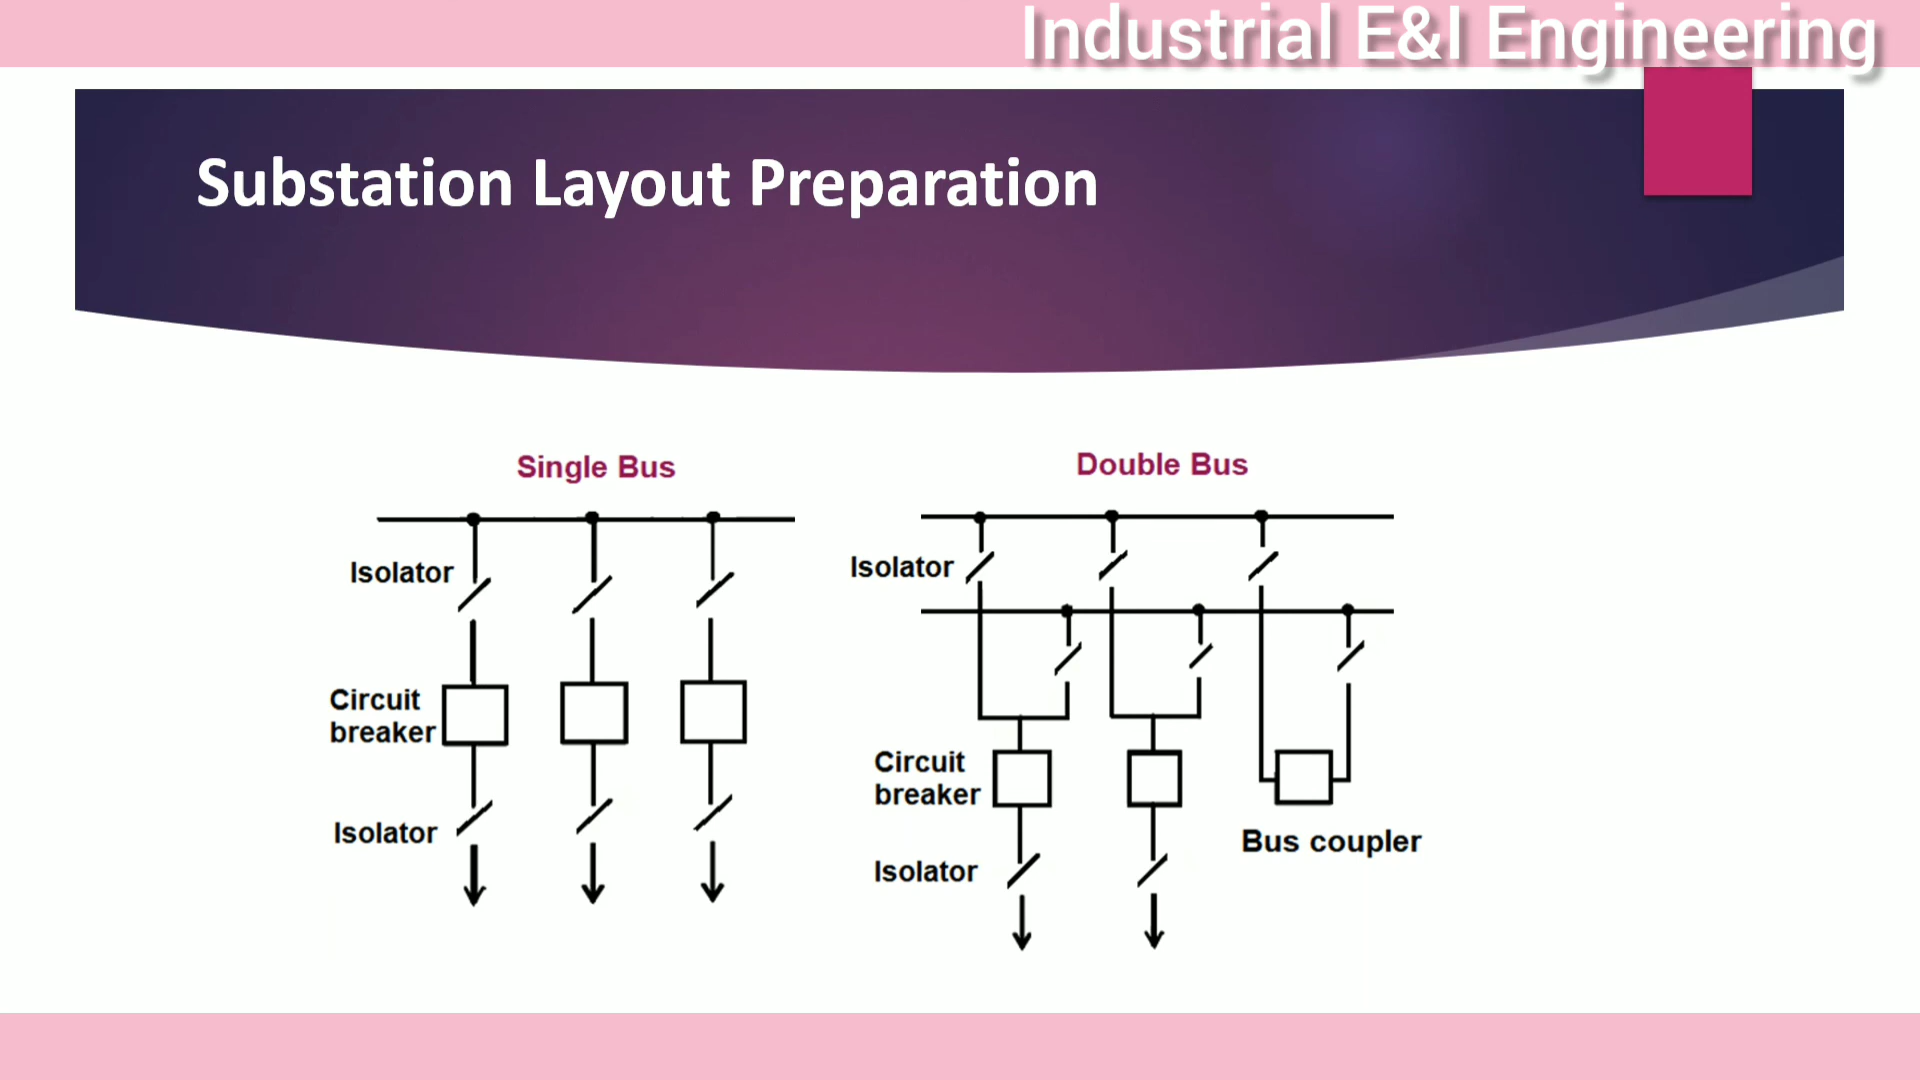 Industrial E&I Engineering
Substation Layout Preparation
Single Bus
Isolator
Circuit
breaker
Isolator
Double Bus
Isolator
Circuit
breaker
Isolator
Bus coupler